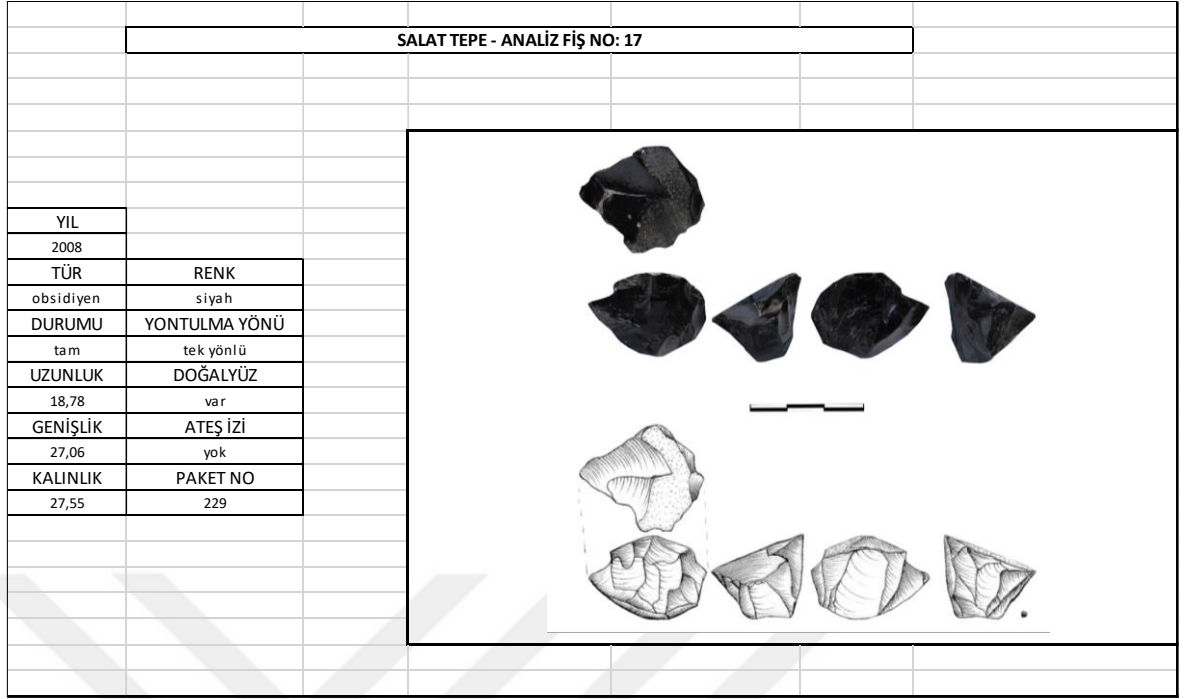 SALAT TEPE - ANALİZ FİŞ NO: 17
YIL
2008
TÜR RENK
obsidiyen siyah
DURUMU YONTULMA YÖNÜ
tam tek yönlü
UZUNLUK DOĞALYÜZ
18,78 var
GENİŞLİK ATEŞ İZİ
27,06 yok
KALINLIK PAKET NO
27,55 229